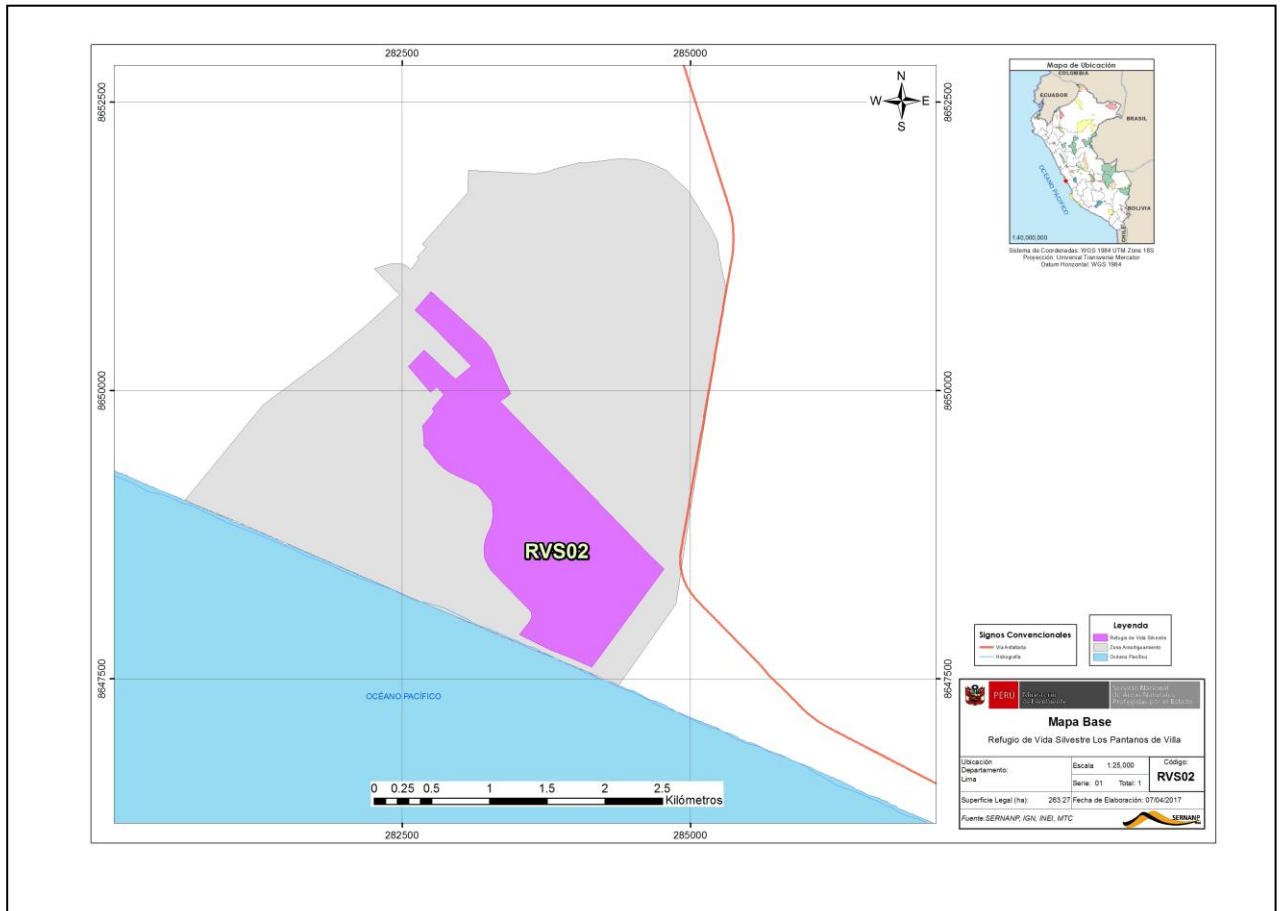 282500
285000
8652500
8652500
8650000
8650000
8647500
8647500
N
W
E
S
RVS02
OCÉANO PACÍFICO
0 0.25 0.5 1 1.5 2 2.5
Kilómetros
282500
285000
Mapa de Ubicación
COLOMBIA
ECUADOR
BRASIL
OCÉANO PACÍFICO
BOLIVIA
CHILE
1:40,000,000
Sistema de Coordenadas: WGS 1984 UTM Zone 18S
Proyección: Universal Transverse Mercator
Datum Horizontal: WGS 1984
Signos Convencionales
Vía Asfaltada
Hidrografía
Leyenda
Refugio de Vida Silvestre
Zona Amortiguamiento
Océano Pacífico
PERÚ
Ministerio
del Ambiente
Servicio Nacional
de Áreas Naturales
Protegidas por el Estado
Mapa Base
Refugio de Vida Silvestre Los Pantanos de Villa
Ubicación
Departamento:
Lima
Escala 1:25,000
Serie: 01 Total: 1
Código:
RVS02
Superficie Legal (ha): 263.27
Fecha de Elaboración: 07/04/2017
Fuente:SERNANP, IGN, INEI, MTC
SERNANP